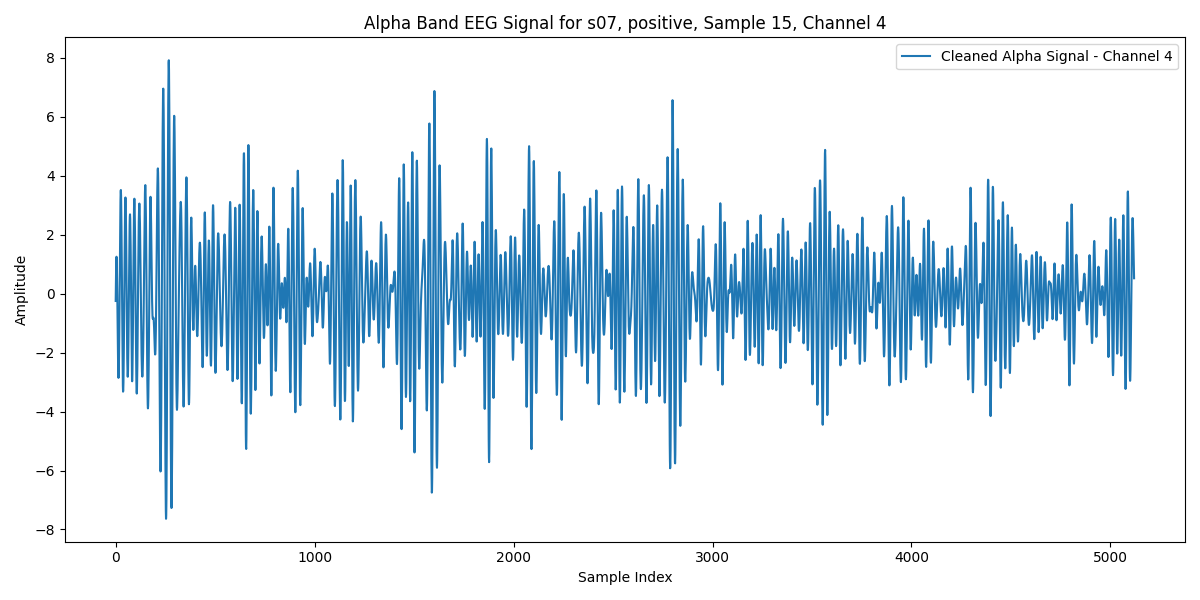 Alpha Band EEG Signal for s07, positive, Sample 15, Channel 4
Cleaned Alpha Signal - Channel 4
Amplitude
8
6
4
2
0
−2
−4
−6
−8
0 1000 2000 3000 4000 5000
Sample Index